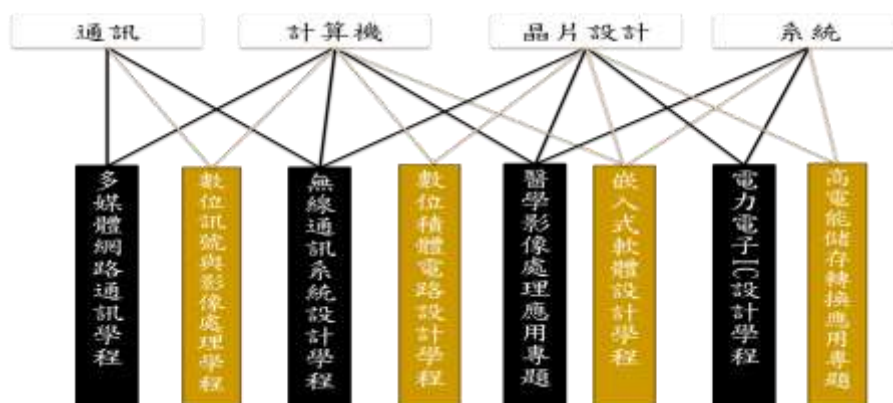 通訊
計算機
晶片設計
系統
多媒體網路通訊學程
數位訊號與影像處理學程
無線通訊系統設計學程
數位積體電路設計學程
醫學影像處理應用專題
嵌入式軟體設計學程
電力電子IC設計學程
高電能儲存轉換應用專題